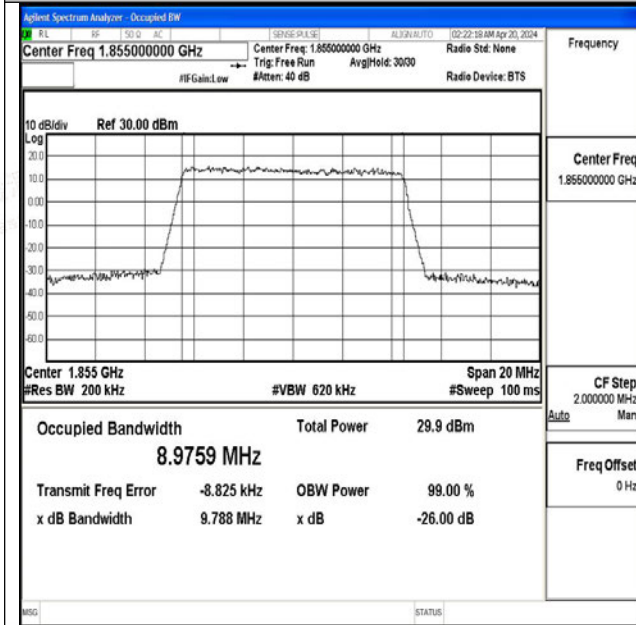 Agilent Spectrum Analyzer - Occupied BW
RL RF 50 Ω AC SENSE:PULSE ALIGNAUTO 02:22:18 AM Apr 20, 2024
Center Freq 1.855000000 GHz
Center Freq: 1.855000000 GHz
Radio Std: None
Trig: Free Run Avg|Hold: 30/30
#IFGain:Low #Atten: 40 dB Radio Device: BTS
Frequency
10 dB/div Ref 30.00 dBm
Log
20.0
10.0
0.00
-10.0
-20.0
-30.0
-40.0
-50.0
-60.0
Center 1.855 GHz Span 20 MHz
#Res BW 200 kHz #VBW 620 kHz #Sweep 100 ms
Occupied Bandwidth Total Power 29.9 dBm
8.9759 MHz
Transmit Freq Error -8.825 kHz OBW Power 99.00 %
x dB Bandwidth 9.788 MHz x dB -26.00 dB
Center Freq
1.855000000 GHz
CF Step
2.000000 MHz
Auto Man
Freq Offset
0 Hz
MSG STATUS